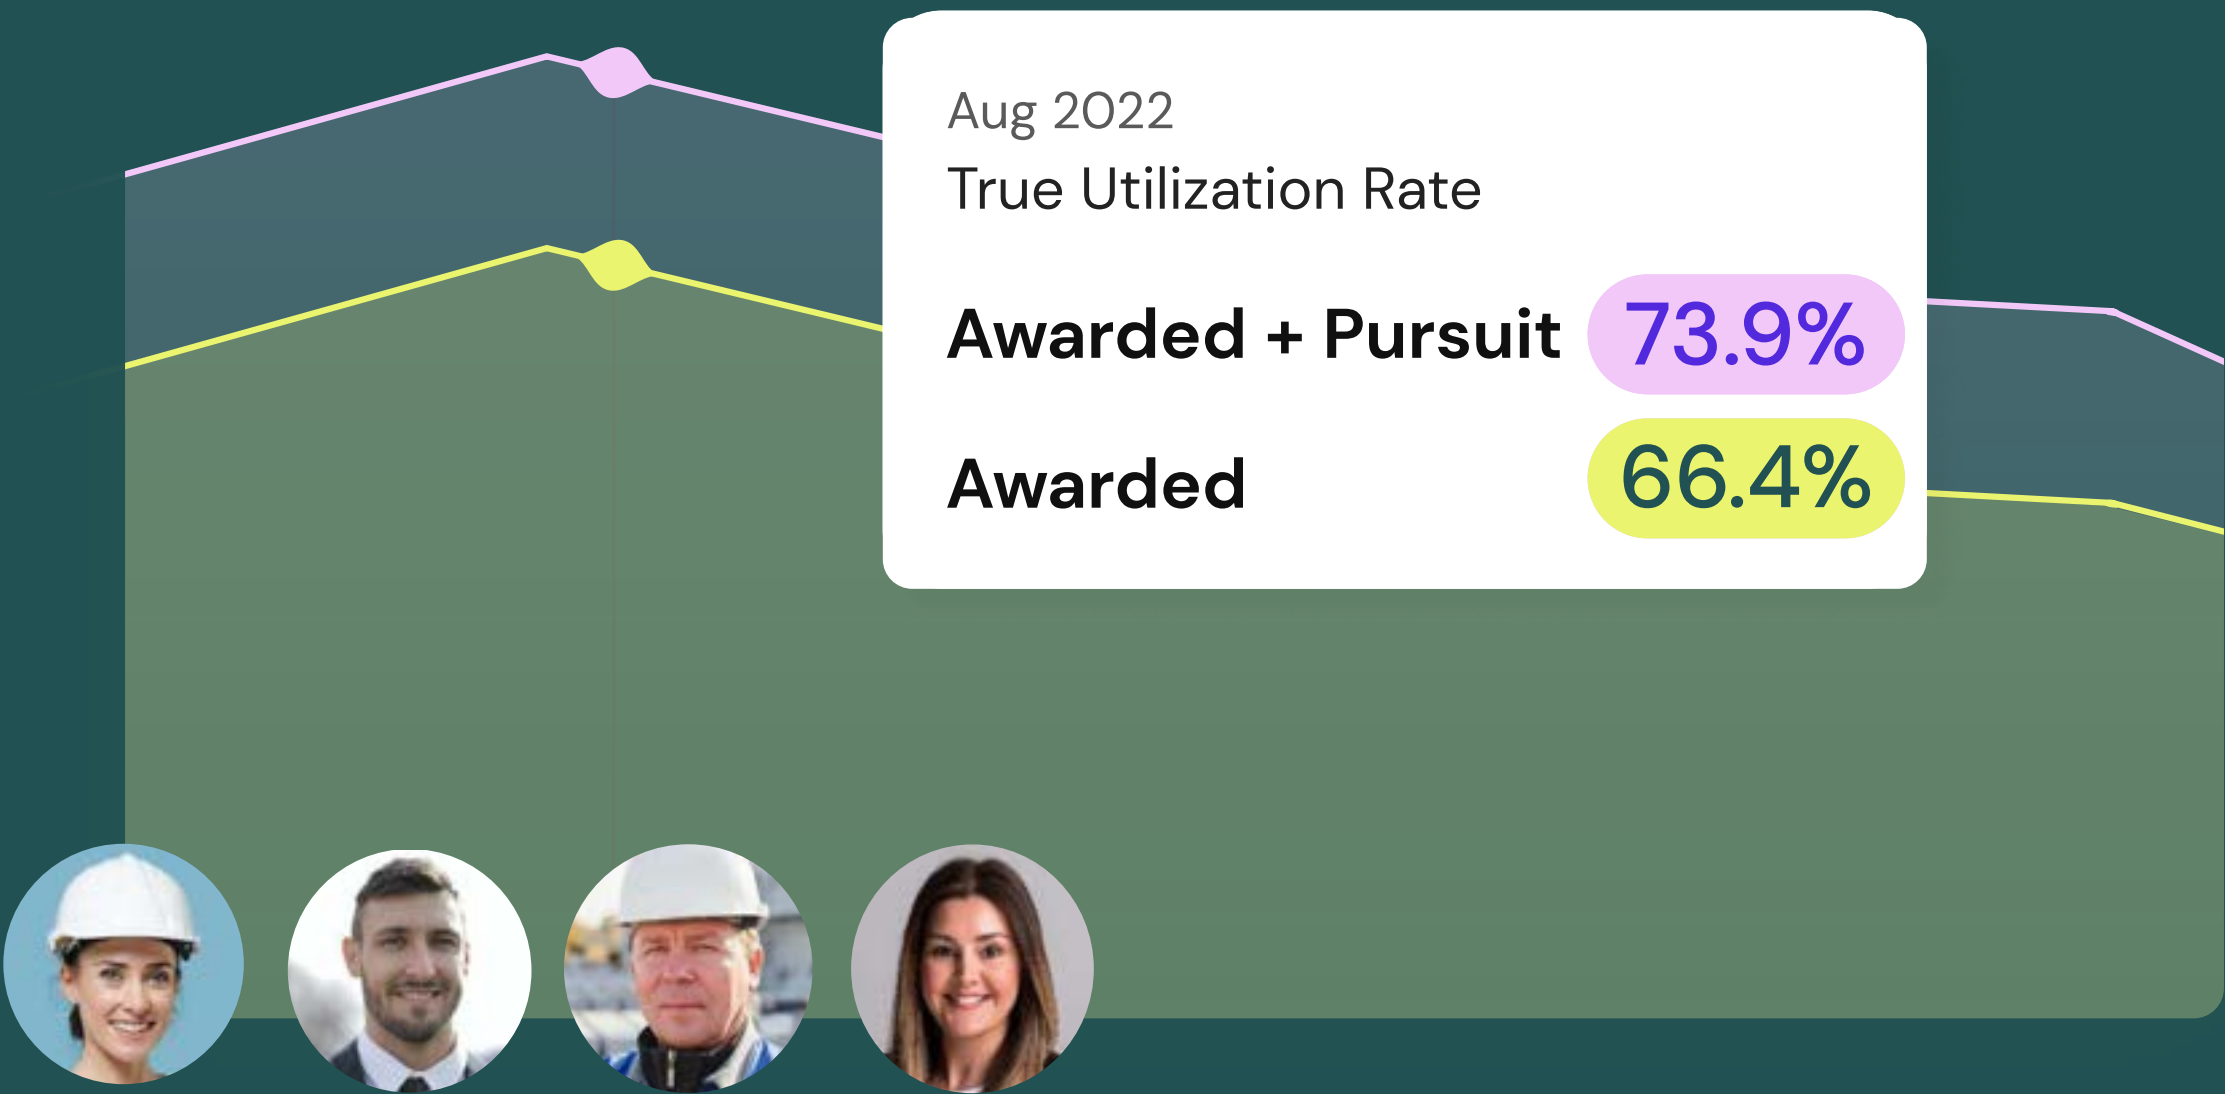 Aug 2022
True Utilization Rate
Awarded + Pursuit 73.9%
Awarded 66.4%